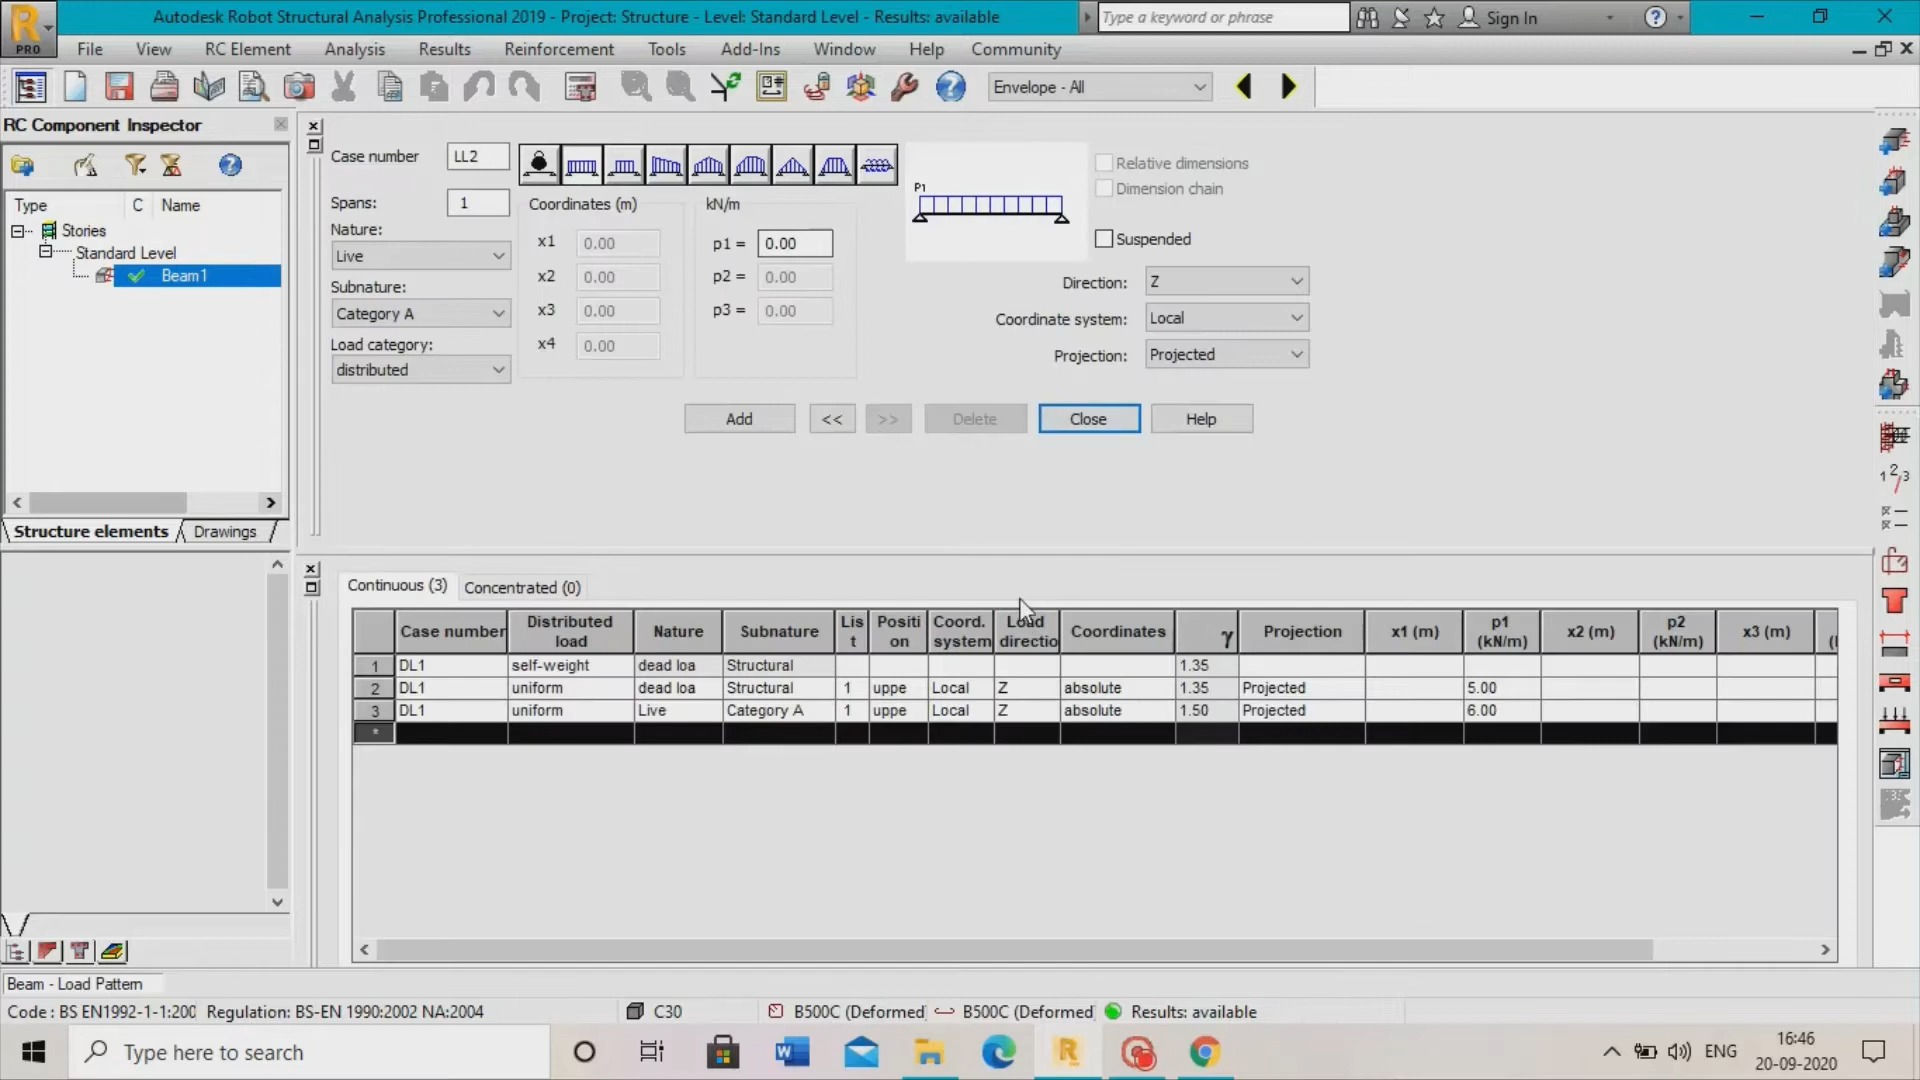 Autodesk Robot Structural Analysis Professional 2019 - Project: Structure - Level: Standard Level - Results: available
Type a keyword or phrase
Sign In
PRO
File View RC Element Analysis Results Reinforcement Tools Add-Ins Window Help Community
Envelope - All
RC Component Inspector
Type C Name
Stories
Standard Level
Beam1
Structure elements Drawings
Case number LL2
Spans: 1
Nature:
Live
Subnature:
Category A
Load category:
distributed
Coordinates (m) kN/m
x1 0.00 p1 = 0.00
x2 0.00 p2 = 0.00
x3 0.00 p3 = 0.00
x4 0.00
P1
Relative dimensions
Dimension chain
Suspended
Direction: Z
Coordinate system: Local
Projection: Projected
Add << >> Delete Close Help
Continuous (3) Concentrated (0)
Case number Distributed load Nature Subnature Lis t Positi on Coord. system Load directio Coordinates γ Projection x1 (m) p1 (kN/m) x2 (m) p2 (kN/m) x3 (m)
1 DL1 self-weight dead loa Structural 1.35
2 DL1 uniform dead loa Structural 1 uppe Local Z absolute 1.35 Projected 5.00
3 DL1 uniform Live Category A 1 uppe Local Z absolute 1.50 Projected 6.00
*
Beam - Load Pattern
Code : BS EN1992-1-1:200 Regulation: BS-EN 1990:2002 NA:2004 C30 B500C (Deformed) B500C (Deformed) Results: available
Type here to search
ENG
16:46
20-09-2020